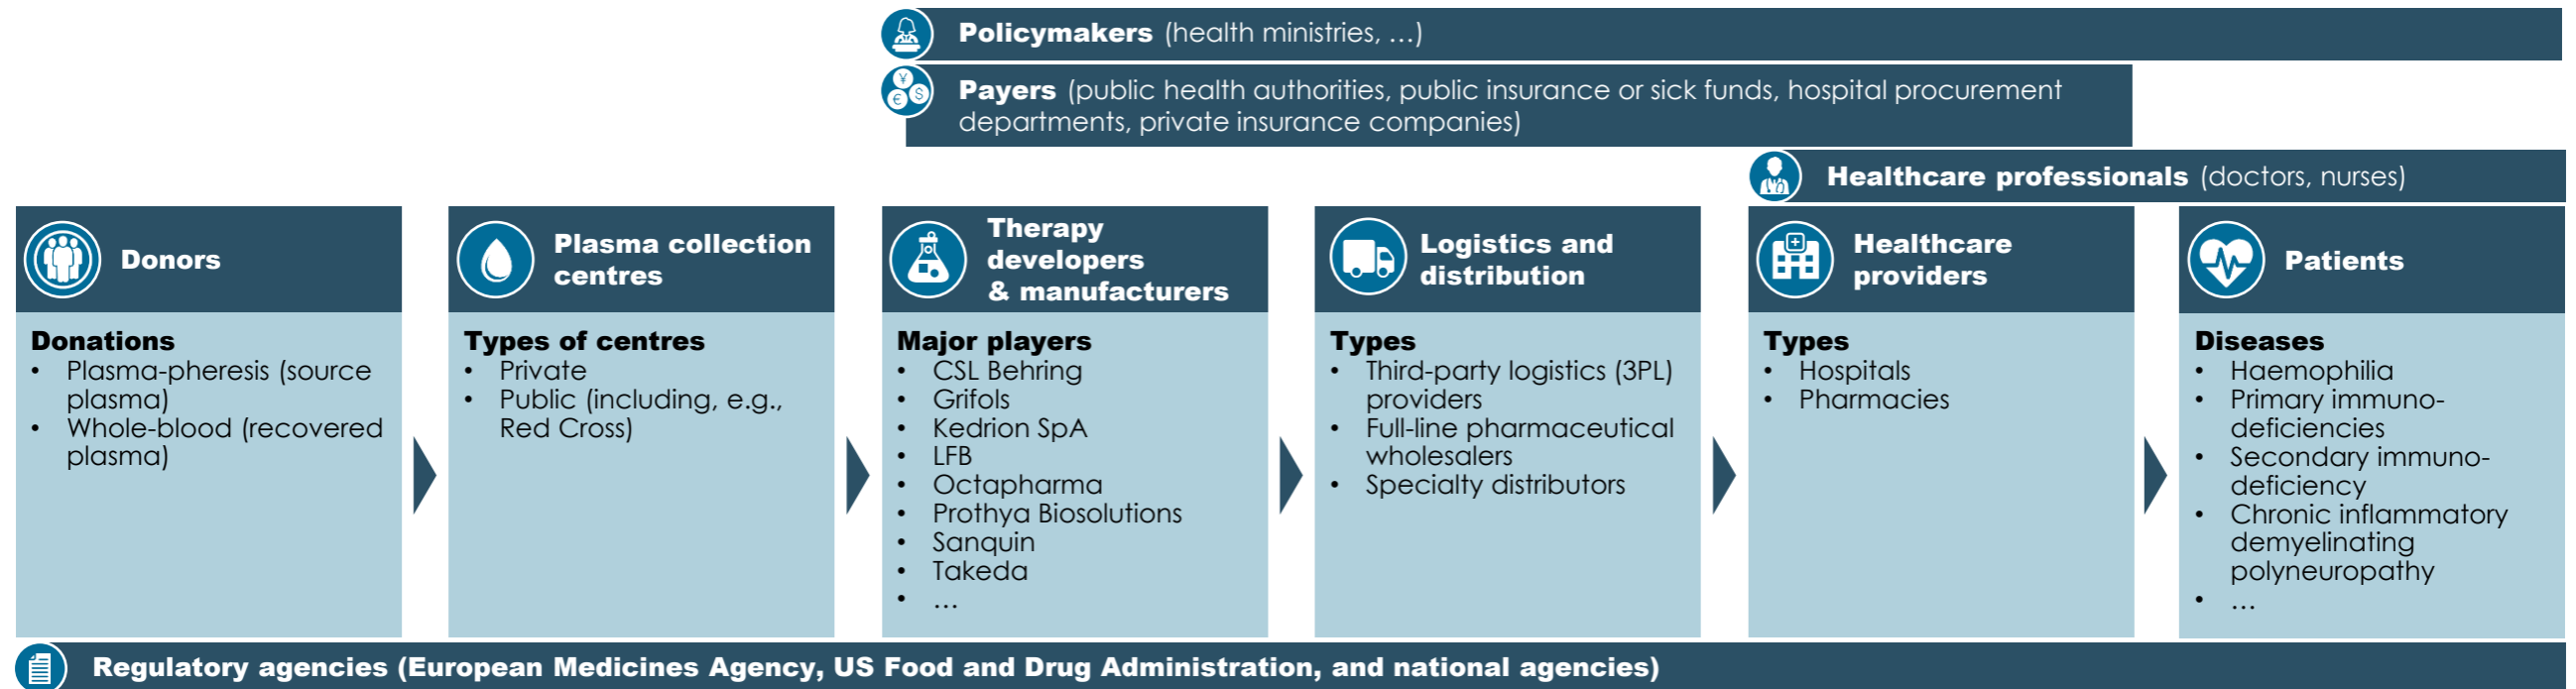 Policymakers (health ministries, …)
Payers (public health authorities, public insurance or sick funds, hospital procurement
departments, private insurance companies)
Healthcare professionals (doctors, nurses)
Donors
Donations
• Plasma-pheresis (source
plasma)
• Whole-blood (recovered
plasma)
Plasma collection
centres
Types of centres
• Private
• Public (including, e.g.,
Red Cross)
Therapy
developers
& manufacturers
Major players
• CSL Behring
• Grifols
• Kedrion SpA
• LFB
• Octapharma
• Prothya Biosolutions
• Sanquin
• Takeda
• …
Logistics and
distribution
Types
• Third-party logistics (3PL)
providers
• Full-line pharmaceutical
wholesalers
• Specialty distributors
Healthcare
providers
Types
• Hospitals
• Pharmacies
Patients
Diseases
• Haemophilia
• Primary immuno-
deficiencies
• Secondary immuno-
deficiency
• Chronic inflammatory
demyelinating
polyneuropathy
• …
Regulatory agencies (European Medicines Agency, US Food and Drug Administration, and national agencies)